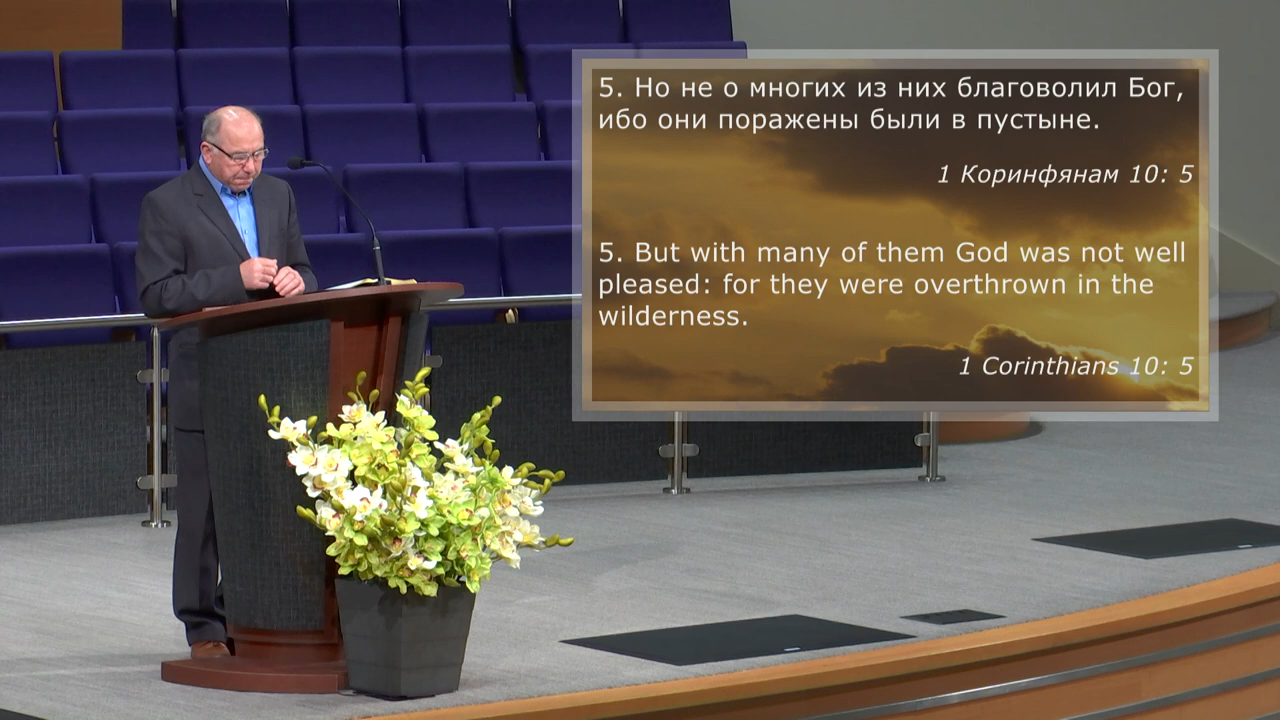 5. Но не о многих из них благоволил Бог,
ибо они поражены были в пустыне.
1 Коринфянам 10: 5
5. But with many of them God was not well
pleased: for they were overthrown in the
wilderness.
1 Corinthians 10: 5